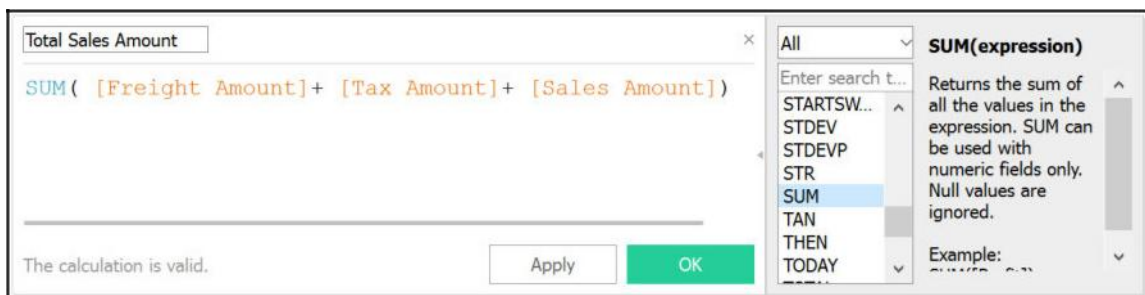 Total Sales Amount
×
SUM( [Freight Amount]+ [Tax Amount]+ [Sales Amount])
The calculation is valid.
Apply
OK
All
Enter search t...
STARTSW...
STDEV
STDEVP
STR
SUM
TAN
THEN
TODAY
SUM(expression)
Returns the sum of
all the values in the
expression. SUM can
be used with
numeric fields only.
Null values are
ignored.
Example: